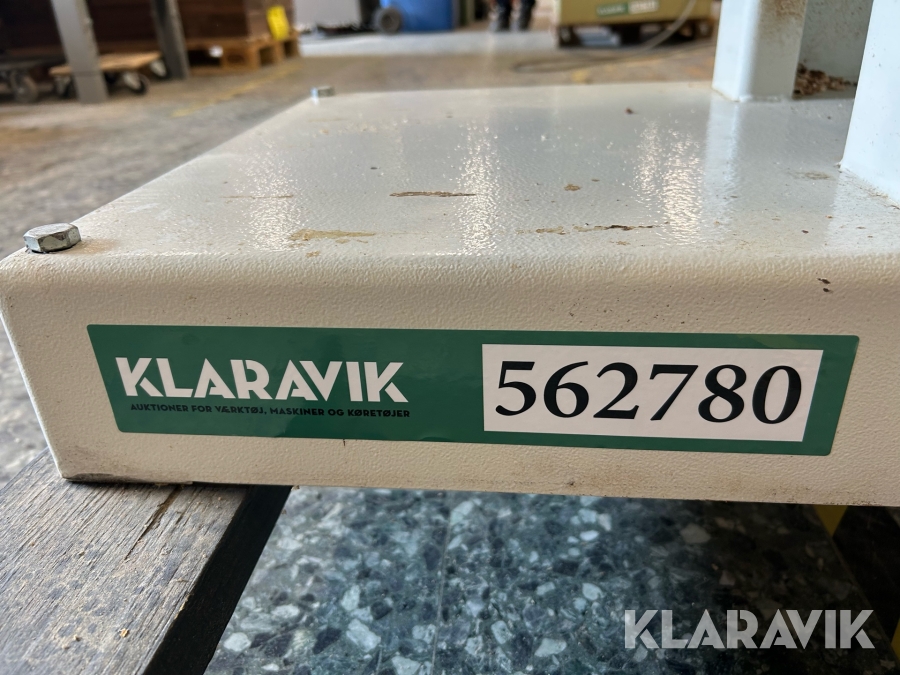 KLARAVIK
AUKTIONER FOR VÆRKTØJ, MASKINER OG KØRETØJER
562780
KLARAVIK